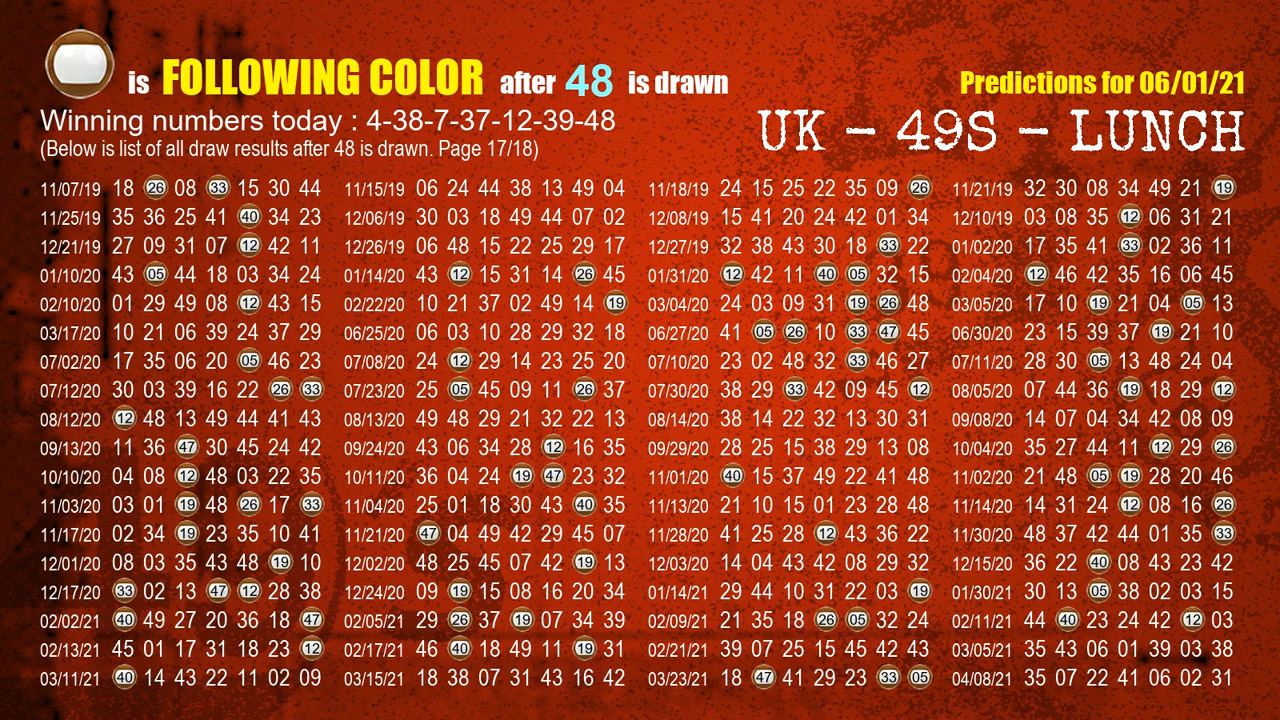 is FOLLOWING COLOR after 48 is drawn
Predictions for 06/01/21
Winning numbers today : 4-38-7-37-12-39-48
UK - 49S - LUNCH
(Below is list of all draw results after 48 is drawn. Page 17/18)
11/07/19 18 26 08 33 15 30 44 11/15/19 06 24 44 38 13 49 04 11/18/19 24 15 25 22 35 09 26 11/21/19 32 30 08 34 49 21 19
11/25/19 35 36 25 41 40 34 23 12/06/19 30 03 18 49 44 07 02 12/08/19 15 41 20 24 42 01 34 12/10/19 03 08 35 12 06 31 21
12/21/19 27 09 31 07 12 42 11 12/26/19 06 48 15 22 25 29 17 12/27/19 32 38 43 30 18 33 22 01/02/20 17 35 41 33 02 36 11
01/10/20 43 05 44 18 03 34 24 01/14/20 43 12 15 31 14 26 45 01/31/20 12 42 11 40 05 32 15 02/04/20 12 46 42 35 16 06 45
02/10/20 01 29 49 08 12 43 15 02/22/20 10 21 37 02 49 14 19 03/04/20 24 03 09 31 19 26 48 03/05/20 17 10 19 21 04 05 13
03/17/20 10 21 06 39 24 37 29 06/25/20 06 03 10 28 29 32 18 06/27/20 41 05 26 10 33 47 45 06/30/20 23 15 39 37 19 21 10
07/02/20 17 35 06 20 05 46 23 07/08/20 24 12 29 14 23 25 20 07/10/20 23 02 48 32 33 46 27 07/11/20 28 30 05 13 48 24 04
07/12/20 30 03 39 16 22 26 33 07/23/20 25 05 45 09 11 26 37 07/30/20 38 29 33 42 09 45 12 08/05/20 07 44 36 19 18 29 12
08/12/20 12 48 13 49 44 41 43 08/13/20 49 48 29 21 32 22 13 08/14/20 38 14 22 32 13 30 31 09/08/20 14 07 04 34 42 08 09
09/13/20 11 36 47 30 45 24 42 09/24/20 43 06 34 28 12 16 35 09/29/20 28 25 15 38 29 13 08 10/04/20 35 27 44 11 12 29 26
10/10/20 04 08 12 48 03 22 35 10/11/20 36 04 24 19 47 23 32 11/01/20 40 15 37 49 22 41 48 11/02/20 21 48 05 19 28 20 46
11/03/20 03 01 19 48 26 17 33 11/04/20 25 01 18 30 43 40 35 11/13/20 21 10 15 01 23 28 48 11/14/20 14 31 24 12 08 16 26
11/17/20 02 34 19 23 35 10 41 11/21/20 47 04 49 42 29 45 07 11/28/20 41 25 28 12 43 36 22 11/30/20 48 37 42 44 01 35 33
12/01/20 08 03 35 43 48 19 10 12/02/20 48 25 45 07 42 19 13 12/03/20 14 04 43 42 08 29 32 12/15/20 36 22 40 08 43 23 42
12/17/20 33 02 13 47 12 28 38 12/24/20 09 19 15 08 16 20 34 01/14/21 29 44 10 31 22 03 19 01/30/21 30 13 05 38 02 03 15
02/02/21 40 49 27 20 36 18 47 02/05/21 29 26 37 19 07 34 39 02/09/21 21 35 18 26 05 32 24 02/11/21 44 40 23 24 42 12 03
02/13/21 45 01 17 31 18 23 12 02/17/21 46 40 18 49 11 19 31 02/21/21 39 07 25 15 45 42 43 03/05/21 35 43 06 01 39 03 38
03/11/21 40 14 43 22 11 02 09 03/15/21 18 38 07 31 43 16 42 03/23/21 18 47 41 29 23 33 05 04/08/21 35 07 22 41 06 02 31